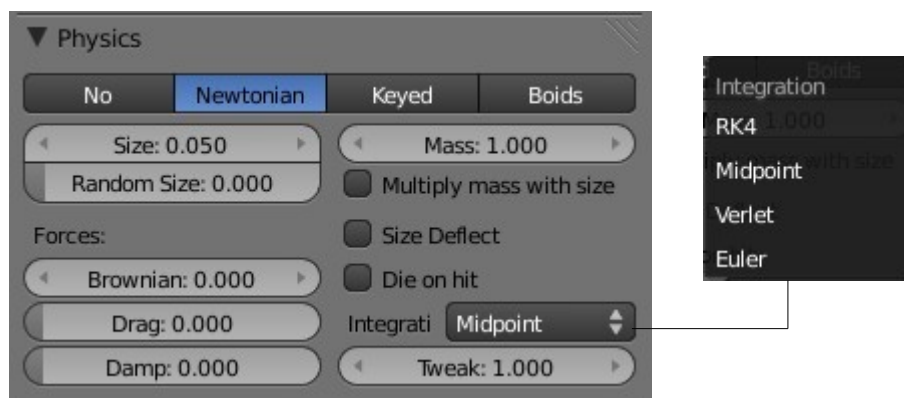 Physics
No Newtonian Keyed Boids
Size: 0.050 Mass: 1.000
Random Size: 0.000 Multiply mass with size
Forces: Size Deflect
Brownian: 0.000 Die on hit
Drag: 0.000 Integrati Midpoint
Damp: 0.000 Tweak: 1.000
Integration
RK4
Midpoint
Verlet
Euler